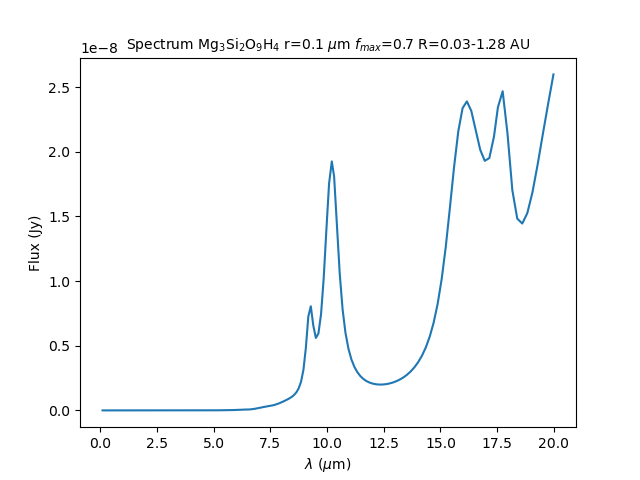 1e−8
Spectrum Mg₃Si₂O₉H₄ r=0.1 μm f_max=0.7 R=0.03-1.28 AU
2.5
2.0
1.5
1.0
0.5
0.0
Flux (Jy)
0.0 2.5 5.0 7.5 10.0 12.5 15.0 17.5 20.0
λ (μm)